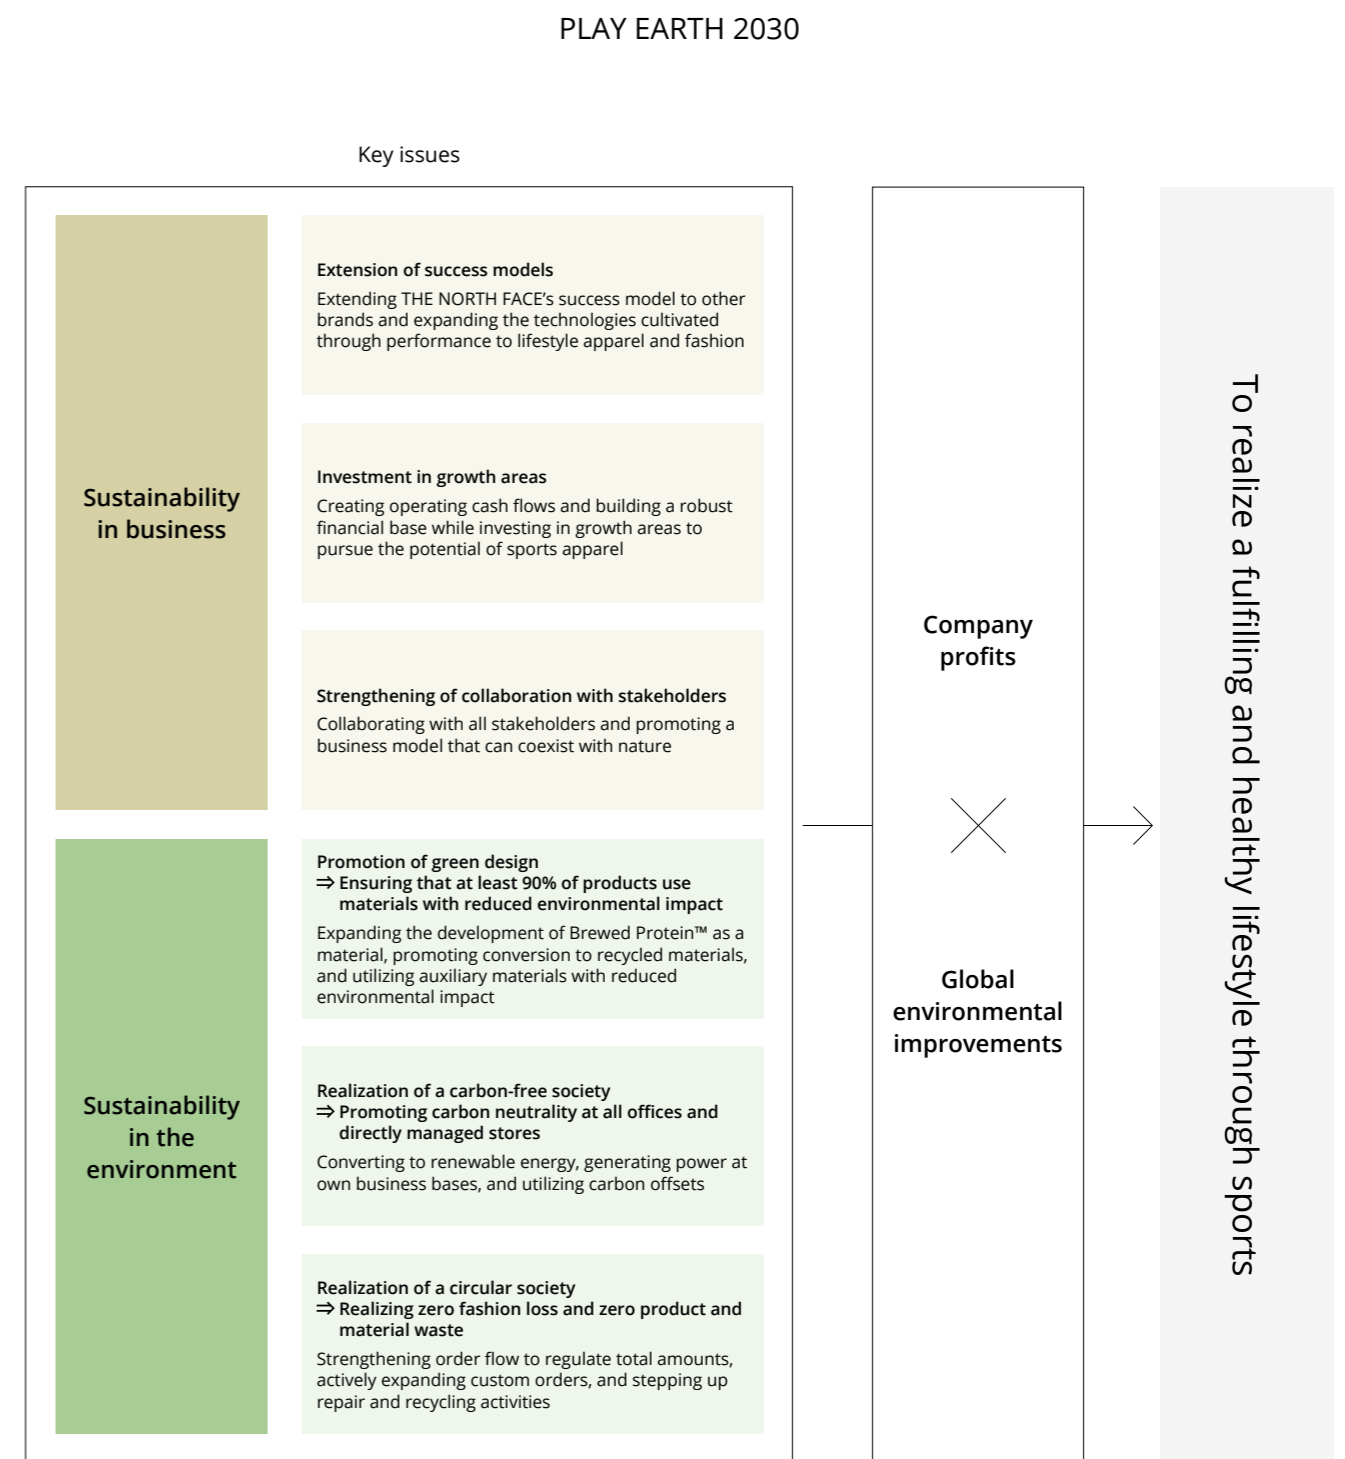 PLAY EARTH 2030
Key issues
Sustainability
in business
Extension of success models
Extending THE NORTH FACE’s success model to other
brands and expanding the technologies cultivated
through performance to lifestyle apparel and fashion
Investment in growth areas
Creating operating cash flows and building a robust
financial base while investing in growth areas to
pursue the potential of sports apparel
Strengthening of collaboration with stakeholders
Collaborating with all stakeholders and promoting a
business model that can coexist with nature
Sustainability
in the
environment
Promotion of green design
⇒ Ensuring that at least 90% of products use
materials with reduced environmental impact
Expanding the development of Brewed Protein™ as a
material, promoting conversion to recycled materials,
and utilizing auxiliary materials with reduced
environmental impact
Realization of a carbon-free society
⇒ Promoting carbon neutrality at all offices and
directly managed stores
Converting to renewable energy, generating power at
own business bases, and utilizing carbon offsets
Realization of a circular society
⇒ Realizing zero fashion loss and zero product and
material waste
Strengthening order flow to regulate total amounts,
actively expanding custom orders, and stepping up
repair and recycling activities
Company
profits
Global
environmental
improvements
To realize a fulfilling and healthy lifestyle through sports